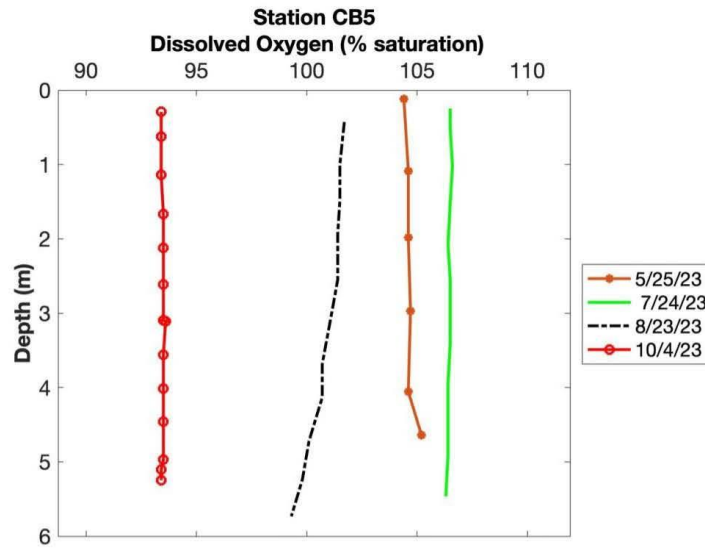 Station CB5
Dissolved Oxygen (% saturation)
90 95 100 105 110
0
1
2
3
4
5
6
Depth (m)
5/25/23
7/24/23
8/23/23
10/4/23